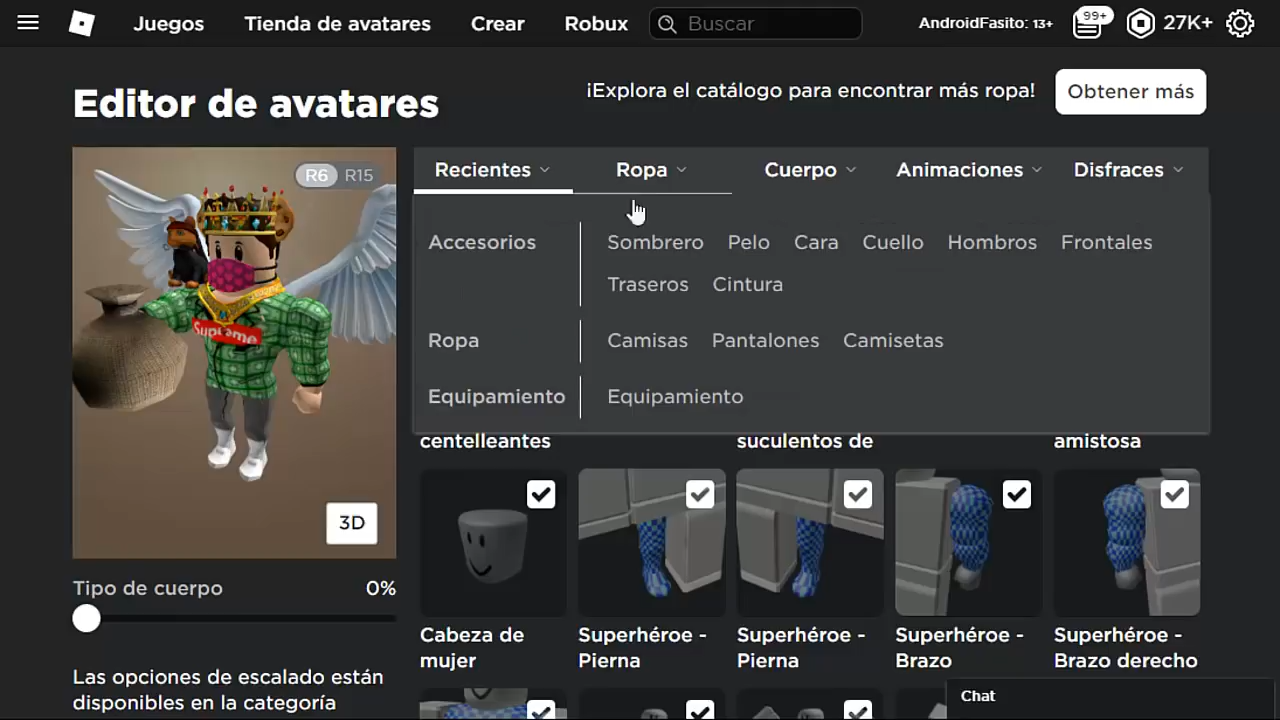 Juegos Tienda de avatares Crear Robux Buscar AndroidFasito: 13+ 99+ 27K+
Editor de avatares
¡Explora el catálogo para encontrar más ropa! Obtener más
R6 R15
Recientes Ropa Cuerpo Animaciones Disfraces
Accesorios Sombrero Pelo Cara Cuello Hombros Frontales
Traseros Cintura
Ropa Camisas Pantalones Camisetas
Equipamiento Equipamiento
Supreme
centelleantes suculentos de amistosa
3D
Tipo de cuerpo 0%
Cabeza de mujer
Superhéroe - Pierna
Superhéroe - Pierna
Superhéroe - Brazo
Superhéroe - Brazo derecho
Las opciones de escalado están
disponibles en la categoría
Chat